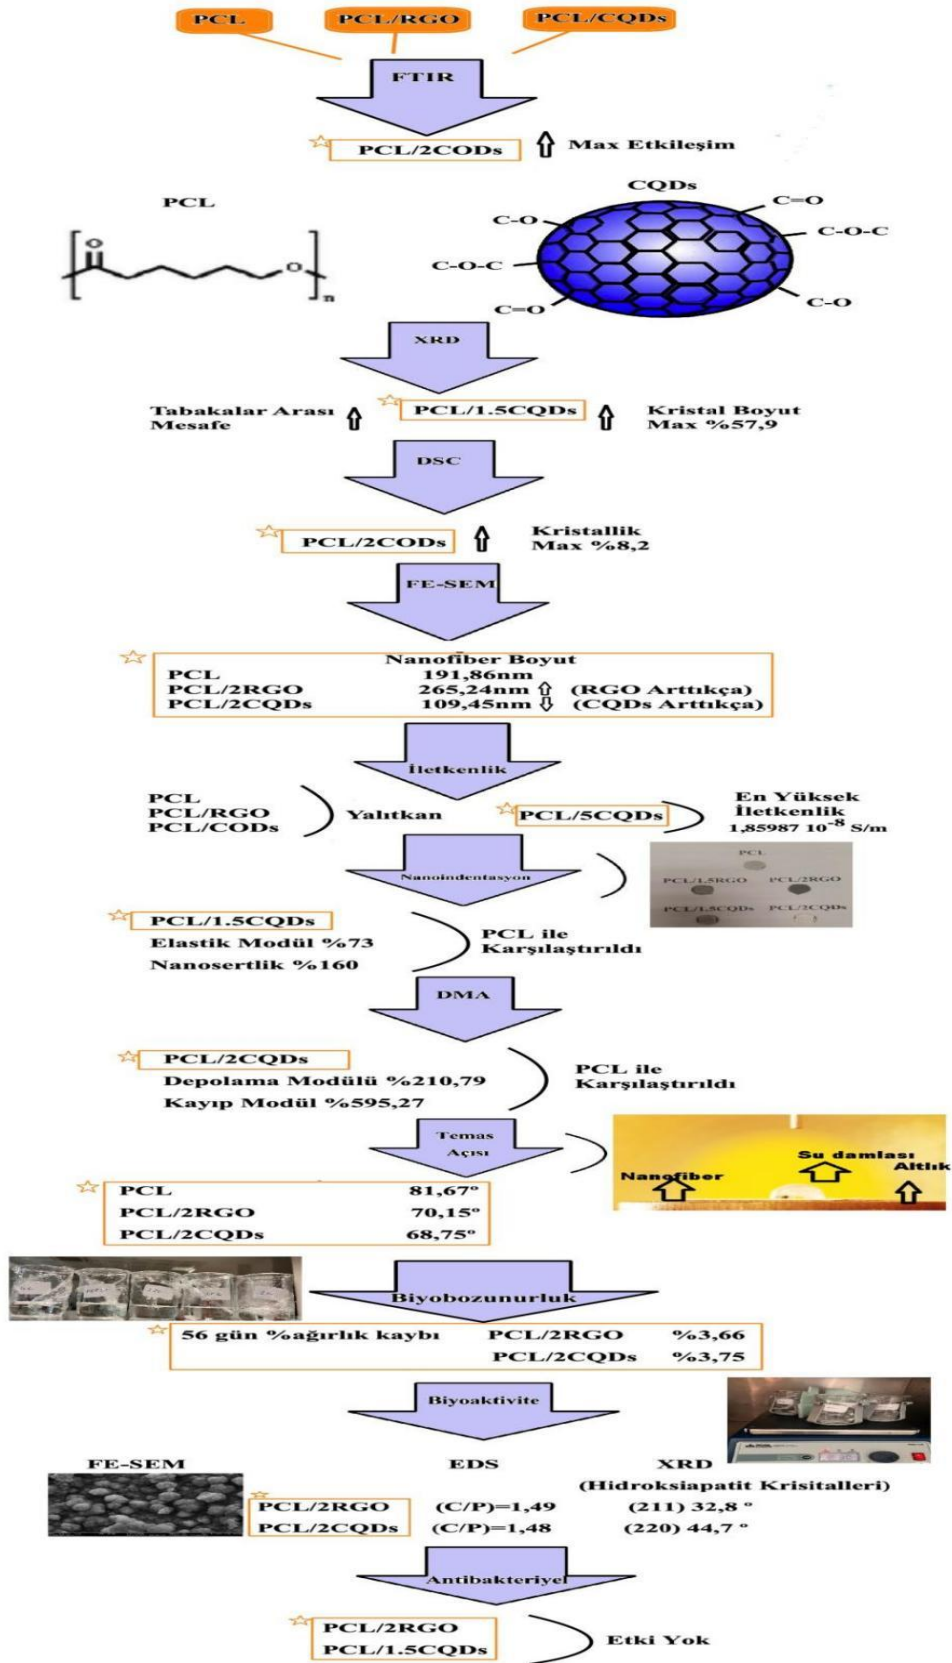 PCL PCL/RGO PCL/CQDs
FTIR
PCL/2CODs Max Etkileşim
PCL
CQDs
C=O
C-O
C-O-C
C-O-C
C=O
C-O
O
O
n
XRD
Tabakalar Arası
Mesafe
PCL/1.5CQDs
Kristal Boyut
Max %57,9
DSC
PCL/2CODs
Kristallik
Max %8,2
FE-SEM
Nanofiber Boyut
PCL 191,86nm
PCL/2RGO 265,24nm (RGO Arttıkça)
PCL/2CQDs 109,45nm (CQDs Arttıkça)
İletkenlik
PCL
PCL/RGO
PCL/CODs
Yalıtkan
PCL/5CQDs
En Yüksek
İletkenlik
1,85987 10⁻⁸ S/m
Nanoindentasyon
PCL
PCL/1.5RGO PCL/2RGO
PCL/1.5CQDs PCL/2CQDs
PCL/1.5CQDs
Elastik Modül %73
Nanosertlik %160
PCL ile
Karşılaştırıldı
DMA
PCL/2CQDs
Depolama Modülü %210,79
Kayıp Modül %595,27
PCL ile
Karşılaştırıldı
Temas
Açısı
Su damlası
Nanofiber
Altlık
PCL 81,67°
PCL/2RGO 70,15°
PCL/2CQDs 68,75°
Biyobozunurluk
56 gün %ağırlık kaybı PCL/2RGO %3,66
PCL/2CQDs %3,75
Biyoaktivite
FE-SEM EDS XRD
(Hidroksiapatit Krisitalleri)
PCL/2RGO (C/P)=1,49 (211) 32,8 °
PCL/2CQDs (C/P)=1,48 (220) 44,7 °
Antibakteriyel
PCL/2RGO
PCL/1.5CQDs
Etki Yok